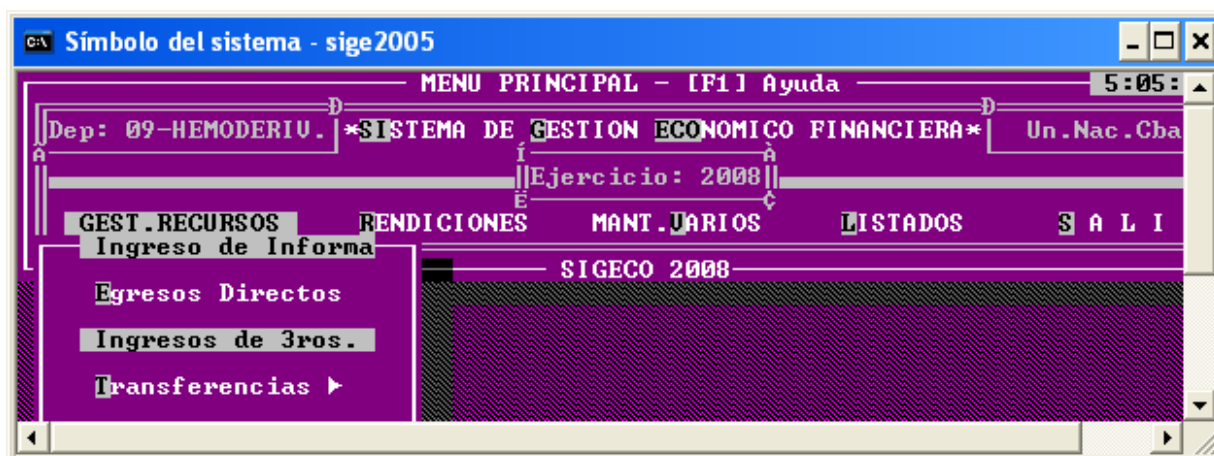 Símbolo del sistema - sige2005
MENU PRINCIPAL - [F1] Ayuda 5:05:
Dep: 09-HEMODERIV. *SISTEMA DE GESTION ECONOMICO FINANCIERA* Un.Nac.Cba
Ejercicio: 2008
GEST.RECURSOS RENDICIONES MANT.VARIOS LISTADOS S A L I
Ingreso de Informa
SIGECO 2008
Egresos Directos
Ingresos de 3ros.
Transferencias